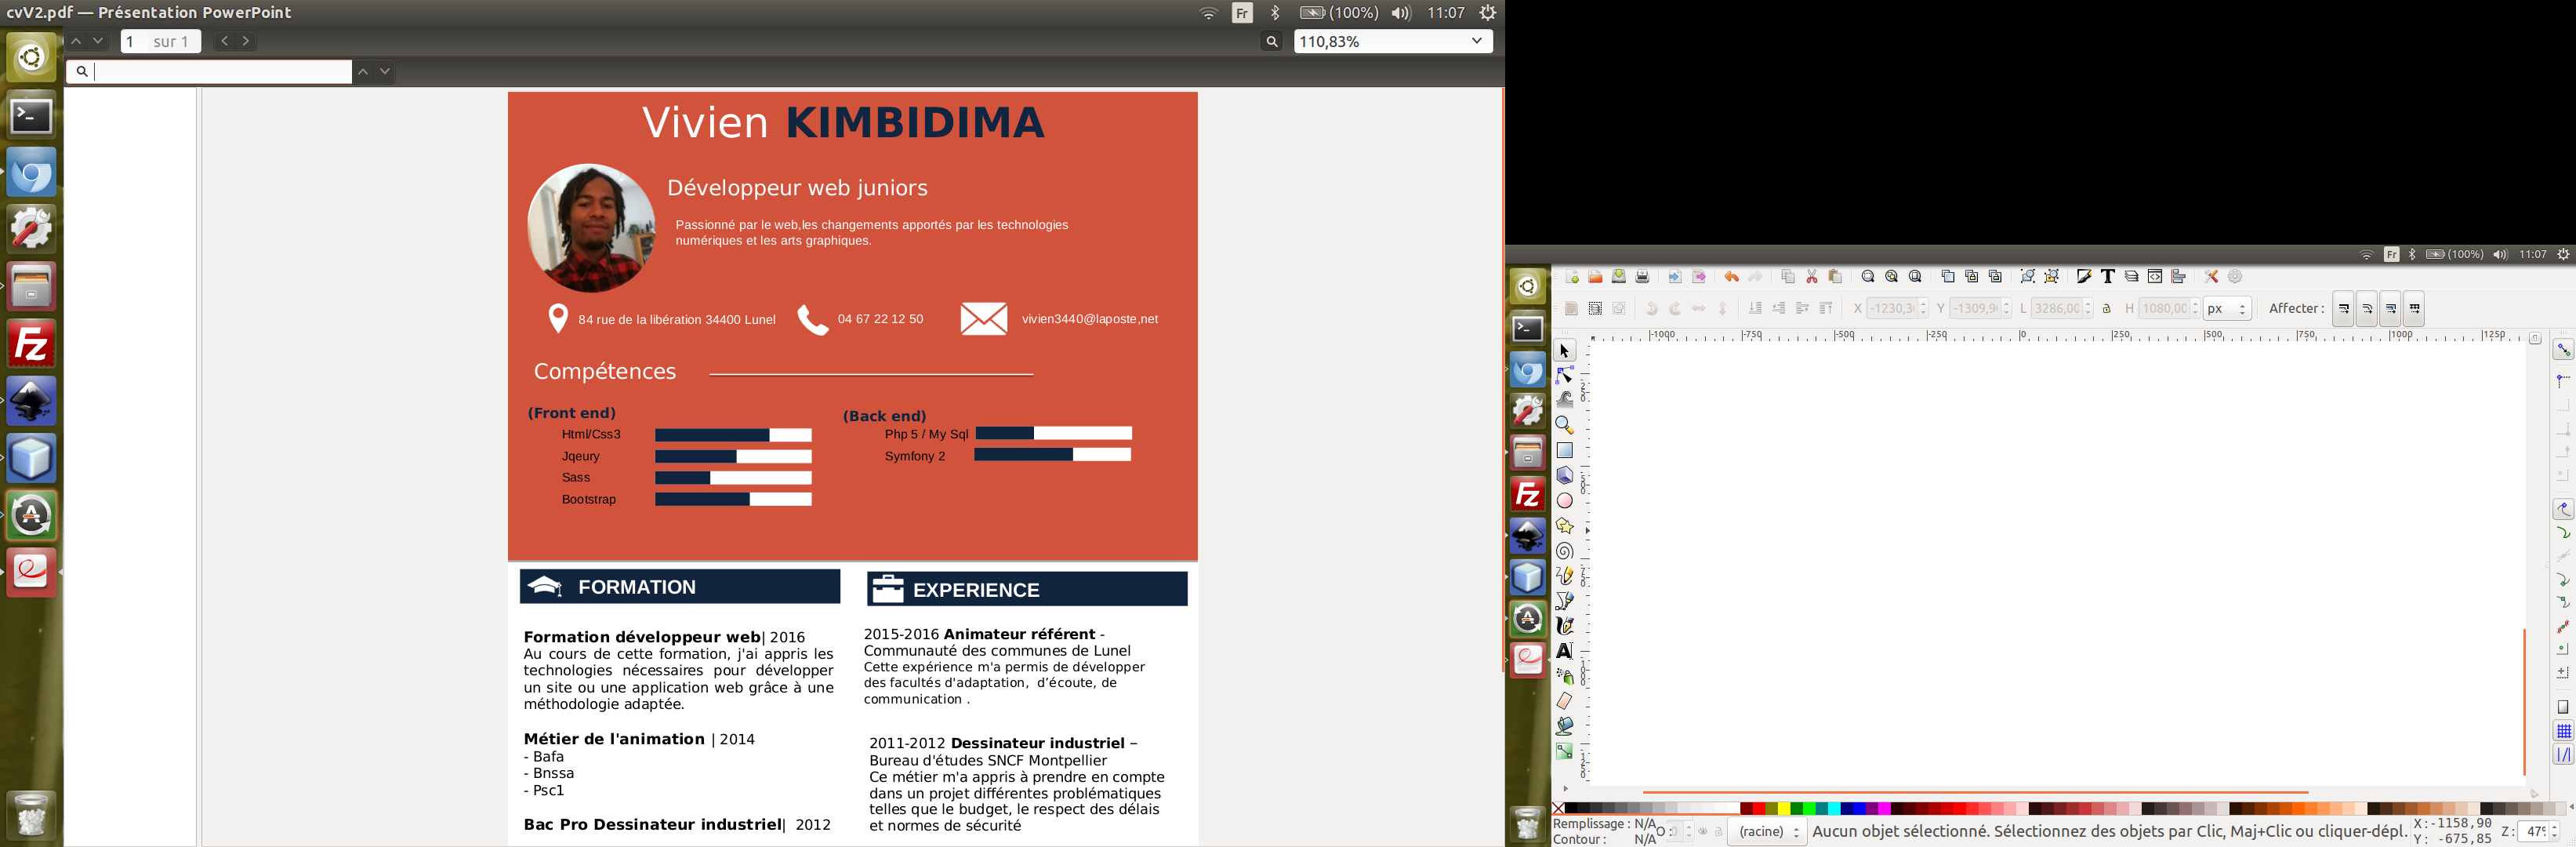 cvV2.pdf — Présentation PowerPoint
Fr (100%) 11:07
1 sur 1
110,83%
Vivien KIMBIDIMA
Développeur web juniors
Passionné par le web,les changements apportés par les technologies
numériques et les arts graphiques.
84 rue de la libération 34400 Lunel
04 67 22 12 50
vivien3440@laposte,net
Compétences
(Front end)
Html/Css3
Jqeury
Sass
Bootstrap
(Back end)
Php 5 / My Sql
Symfony 2
FORMATION
Formation développeur web| 2016
Au cours de cette formation, j'ai appris les
technologies nécessaires pour développer
un site ou une application web grâce à une
méthodologie adaptée.
Métier de l'animation | 2014
- Bafa
- Bnssa
- Psc1
Bac Pro Dessinateur industriel| 2012
EXPERIENCE
2015-2016 Animateur référent -
Communauté des communes de Lunel
Cette expérience m'a permis de développer
des facultés d'adaptation, d’écoute, de
communication .
2011-2012 Dessinateur industriel –
Bureau d'études SNCF Montpellier
Ce métier m'a appris à prendre en compte
dans un projet différentes problématiques
telles que le budget, le respect des délais
et normes de sécurité
Fr (100%) 11:07
X -1230,3 Y -1309,9 L 3286,00 H 1080,00 px Affecter :
-1000 -750 -500 -250 0 250 500 750 1000 1250
Remplissage : N/A
Contour : N/A
O: 0
(racine)
Aucun objet sélectionné. Sélectionnez des objets par Clic, Maj+Clic ou cliquer-dépl.
X:-1158,90
Y: -675,85
Z: 47